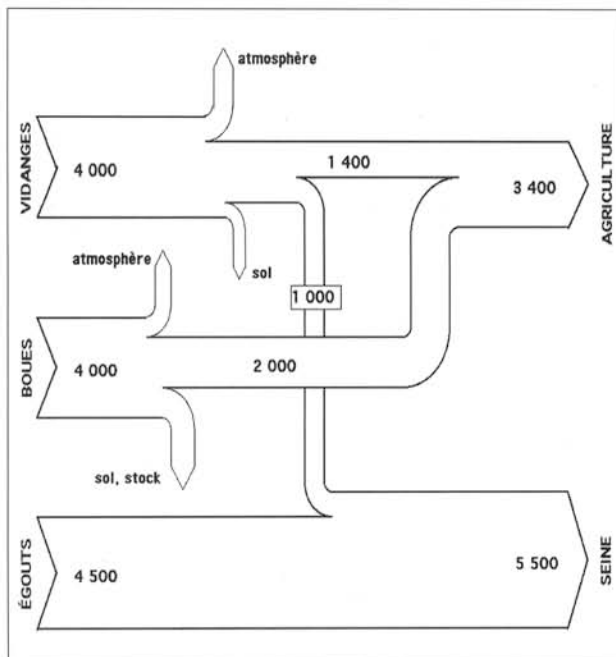 atmosphère
VIDANGES
4 000
1 400
3 400
AGRICULTURE
sol
atmosphère
1 000
BOUES
4 000
2 000
sol, stock
ÉGOUTS
4 500
5 500
SEINE